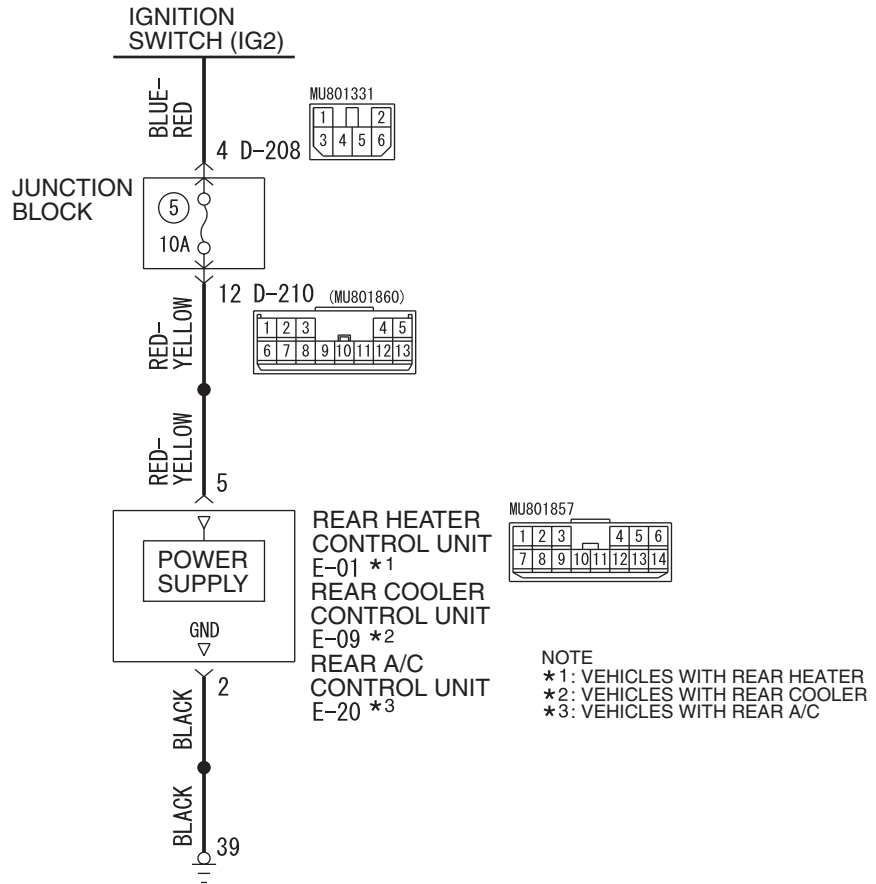 IGNITION
SWITCH (IG2)
BLUE-
RED
MU801331
1 2
3 4 5 6
4 D-208
JUNCTION
BLOCK
5
10A
12 D-210 (MU801860)
1 2 3 4 5
6 7 8 9 10 11 12 13
RED-
YELLOW
RED-
YELLOW
5
POWER
SUPPLY
GND
REAR HEATER
CONTROL UNIT
E-01 *1
REAR COOLER
CONTROL UNIT
E-09 *2
REAR A/C
CONTROL UNIT
E-20 *3
MU801857
1 2 3 4 5 6
7 8 9 10 11 12 13 14
NOTE
*1: VEHICLES WITH REAR HEATER
*2: VEHICLES WITH REAR COOLER
*3: VEHICLES WITH REAR A/C
2
BLACK
BLACK
39